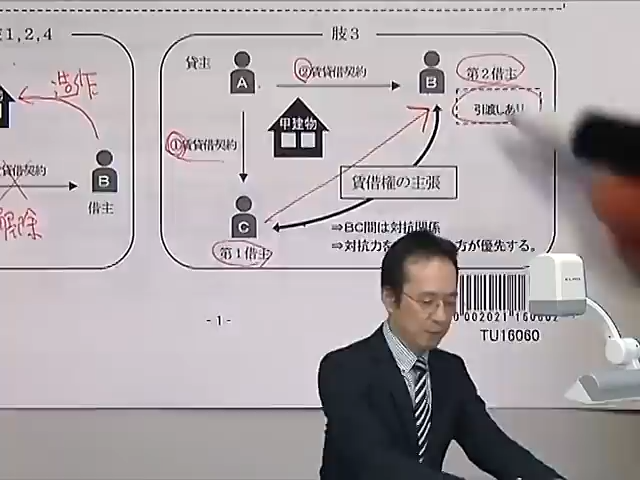 1,2,4
肢3
造作
貸主
A
②賃貸借契約
B
第2借主
引渡しあり
甲建物
①賃貸借契約
B
借主
解除
賃借権の主張
C
第1借主
⇒BC間は対抗関係
⇒対抗力を
方が優先する。
-1-
TU16060